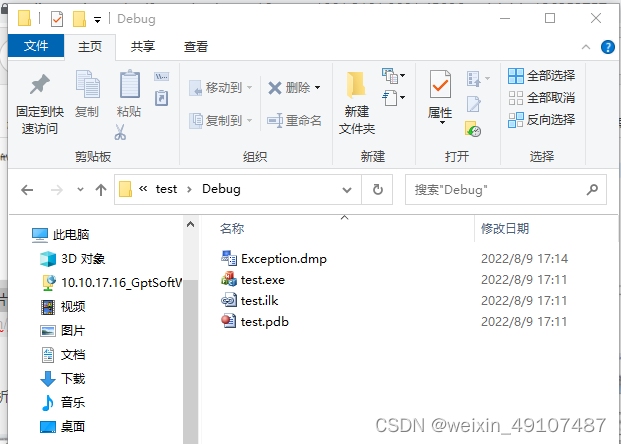 Debug
文件 主页 共享 查看
固定到快速访问 复制 粘贴
移动到 删除
复制到 重命名
新建文件夹
属性
全部选择
全部取消
反向选择
剪贴板 组织 新建 打开 选择
« test › Debug
搜索"Debug"
名称 修改日期
此电脑
3D 对象
10.10.17.16_GptSoftW
视频
图片
文档
下载
音乐
桌面
Exception.dmp 2022/8/9 17:14
test.exe 2022/8/9 17:11
test.ilk 2022/8/9 17:11
test.pdb 2022/8/9 17:11
CSDN @weixin_49107487